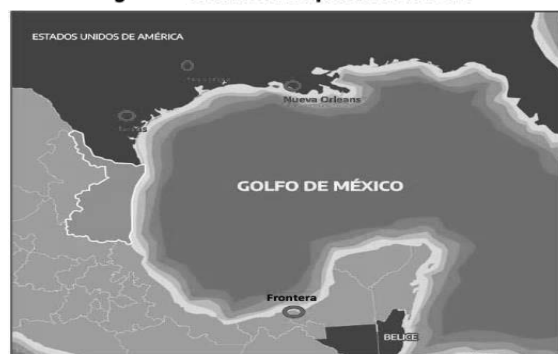 ESTADOS UNIDOS DE AMÉRICA
Nueva Orleans
GOLFO DE MÉXICO
Frontera
BELICE